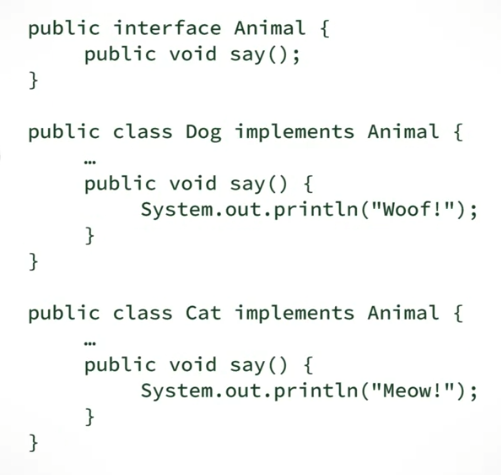 public interface Animal {
public void say();
}
public class Dog implements Animal {
…
public void say() {
System.out.println("Woof!");
}
}
public class Cat implements Animal {
…
public void say() {
System.out.println("Meow!");
}
}